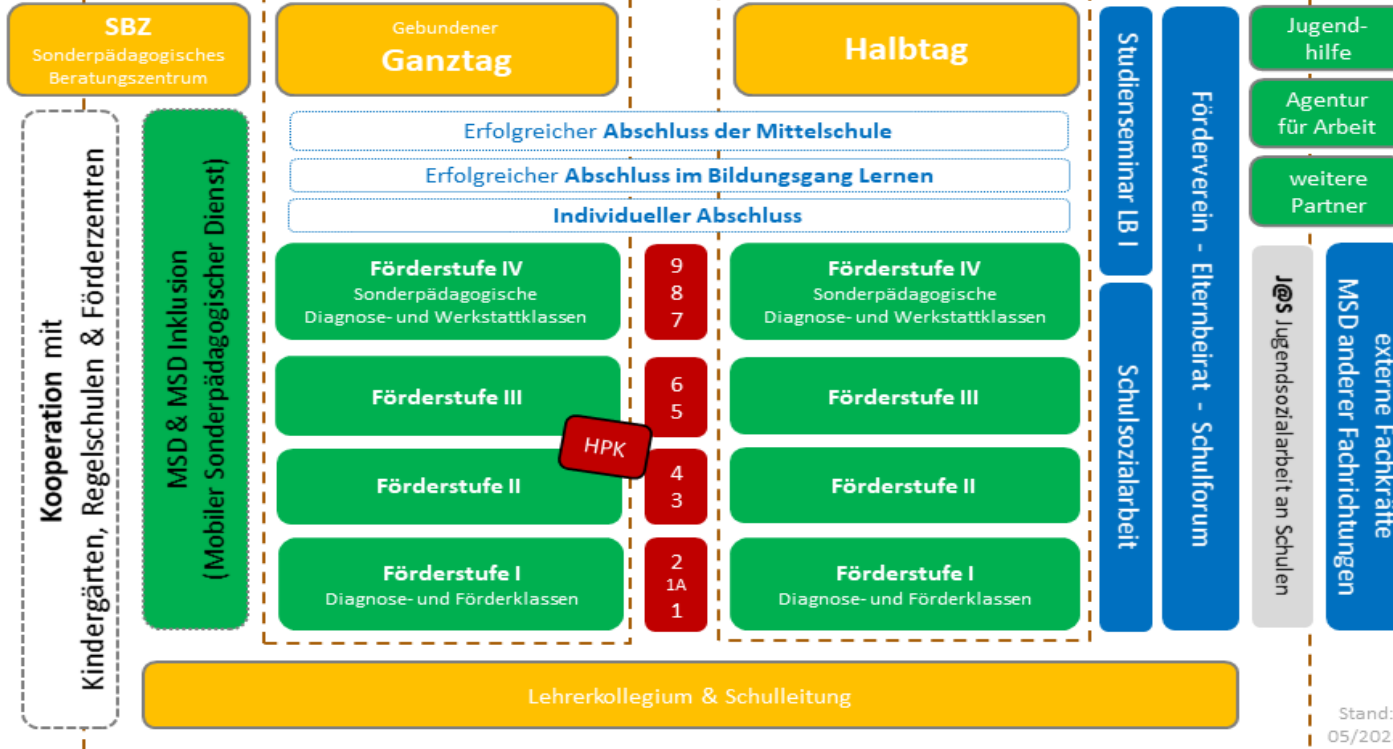 SBZ
Sonderpädagogisches
Beratungszentrum
Gebundener
Ganztag
Halbtag
Studienseminar LB I
Schulsozialarbeit
Förderverein - Elternbeirat - Schulforum
Jugend-
hilfe
Agentur
für Arbeit
weitere
Partner
J@S Jugendsozialarbeit an Schulen
externe Fachkräfte
MSD anderer Fachrichtungen
Kooperation mit
Kindergärten, Regelschulen & Förderzentren
MSD & MSD Inklusion
(Mobiler Sonderpädagogischer Dienst)
Erfolgreicher Abschluss der Mittelschule
Erfolgreicher Abschluss im Bildungsgang Lernen
Individueller Abschluss
Förderstufe IV
Sonderpädagogische
Diagnose- und Werkstattklassen
9
8
7
Förderstufe IV
Sonderpädagogische
Diagnose- und Werkstattklassen
Förderstufe III
6
5
Förderstufe III
HPK
Förderstufe II
4
3
Förderstufe II
Förderstufe I
Diagnose- und Förderklassen
2
1A
1
Förderstufe I
Diagnose- und Förderklassen
Lehrerkollegium & Schulleitung
Stand:
05/202